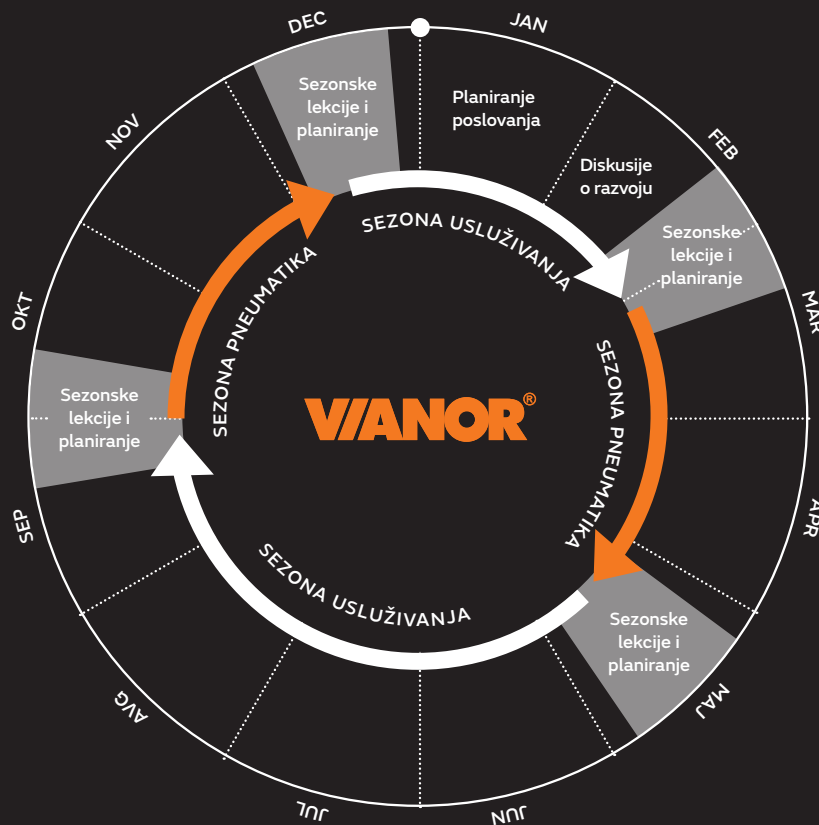 DEC
JAN
FEB
MAR
APR
MAJ
JUN
JUL
AVG
SEP
OKT
NOV
Sezonske
lekcije i
planiranje
Planiranje
poslovanja
Diskusije
o razvoju
Sezonske
lekcije i
planiranje
SEZONA USLUŽIVANJA
SEZONA PNEUMATIKA
SEZONA PNEUMATIKA
VIANOR®
Sezonske
lekcije i
planiranje
SEZONA USLUŽIVANJA
Sezonske
lekcije i
planiranje